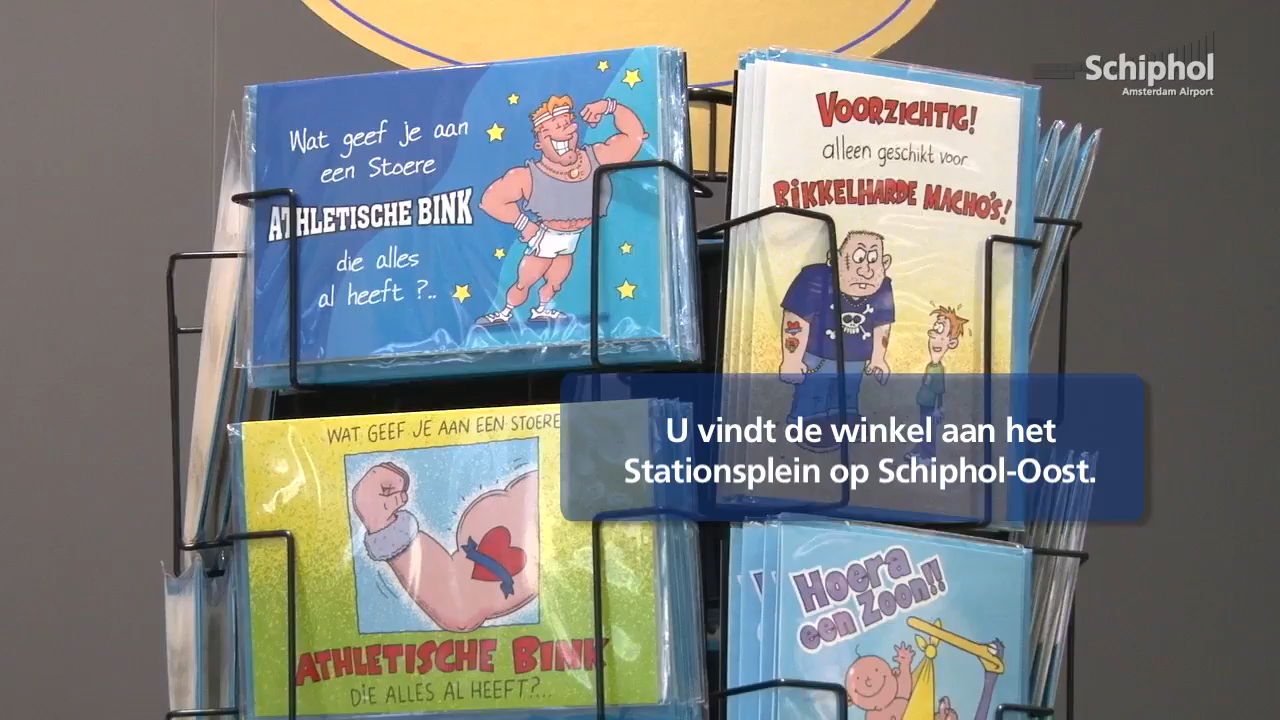 Schiphol
Amsterdam Airport
Wat geef je aan
een Stoere
ATHLETISCHE BINK
die alles
al heeft ?..
VOORZICHTIG!
alleen geschikt voor
BIKKELHARDE MACHO'S!
WAT GEEF JE AAN EEN STOERE
ATHLETISCHE BINK
DIE ALLES AL HEEFT?...
U vindt de winkel aan het
Stationsplein op Schiphol-Oost.
Hoera
een Zoon!!